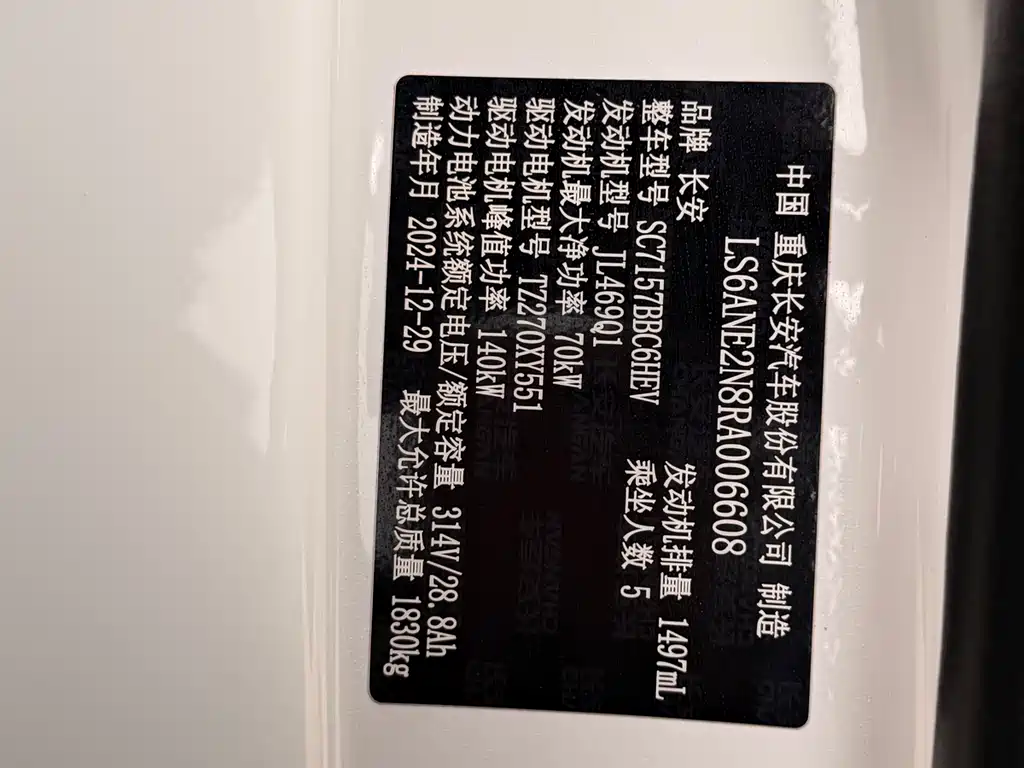 中国 重庆长安汽车股份有限公司 制造
LS6ANE2N8RA006608
品牌 长安 发动机排量 1497mL
整车型号 SC7157BBC6HEV 乘坐人数 5
发动机型号 JL469Q1
发动机最大净功率 70kW
驱动电机型号 TZ270XY551
驱动电机峰值功率 140kW
动力电池系统额定电压/额定容量 314V/28.8Ah
制造年月 2024-12-29 最大允许总质量 1830kg